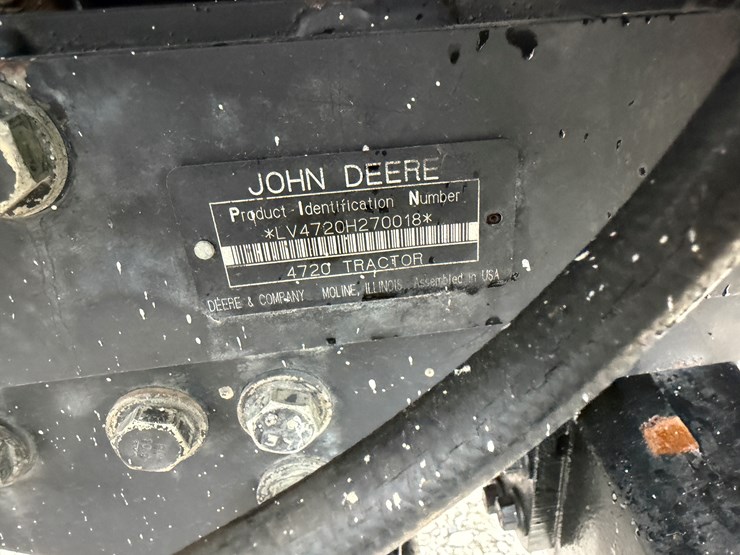 JOHN DEERE
Product Identification Number
*LV4720H270018*
4720 TRACTOR
DEERE & COMPANY MOLINE, ILLINOIS Assembled in USA